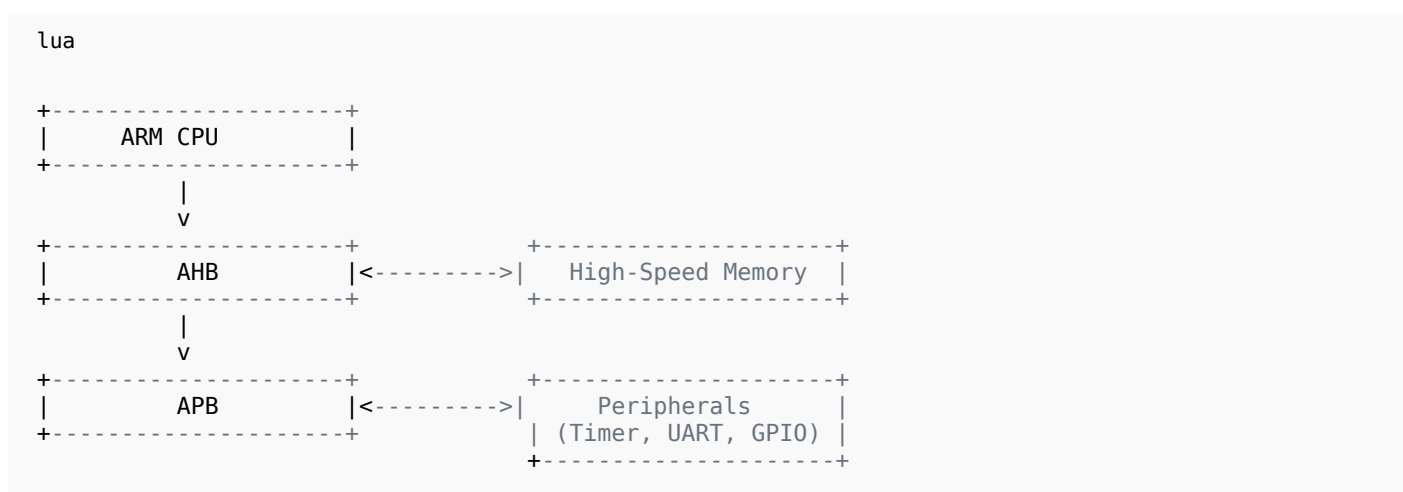 lua
+---------------------+
|     ARM CPU         |
+---------------------+
          |
          v
+---------------------+            +---------------------+
|         AHB         |<--------->|   High-Speed Memory  |
+---------------------+            +---------------------+
          |
          v
+---------------------+            +---------------------+
|         APB         |<--------->|     Peripherals      |
+---------------------+            | (Timer, UART, GPIO) |
                                   +---------------------+